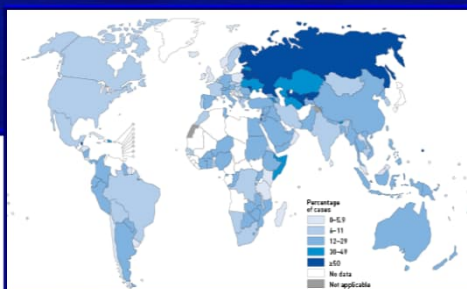 Percentage
of cases
0–5.9
6–11
12–29
30–49
≥50
No data
Not applicable